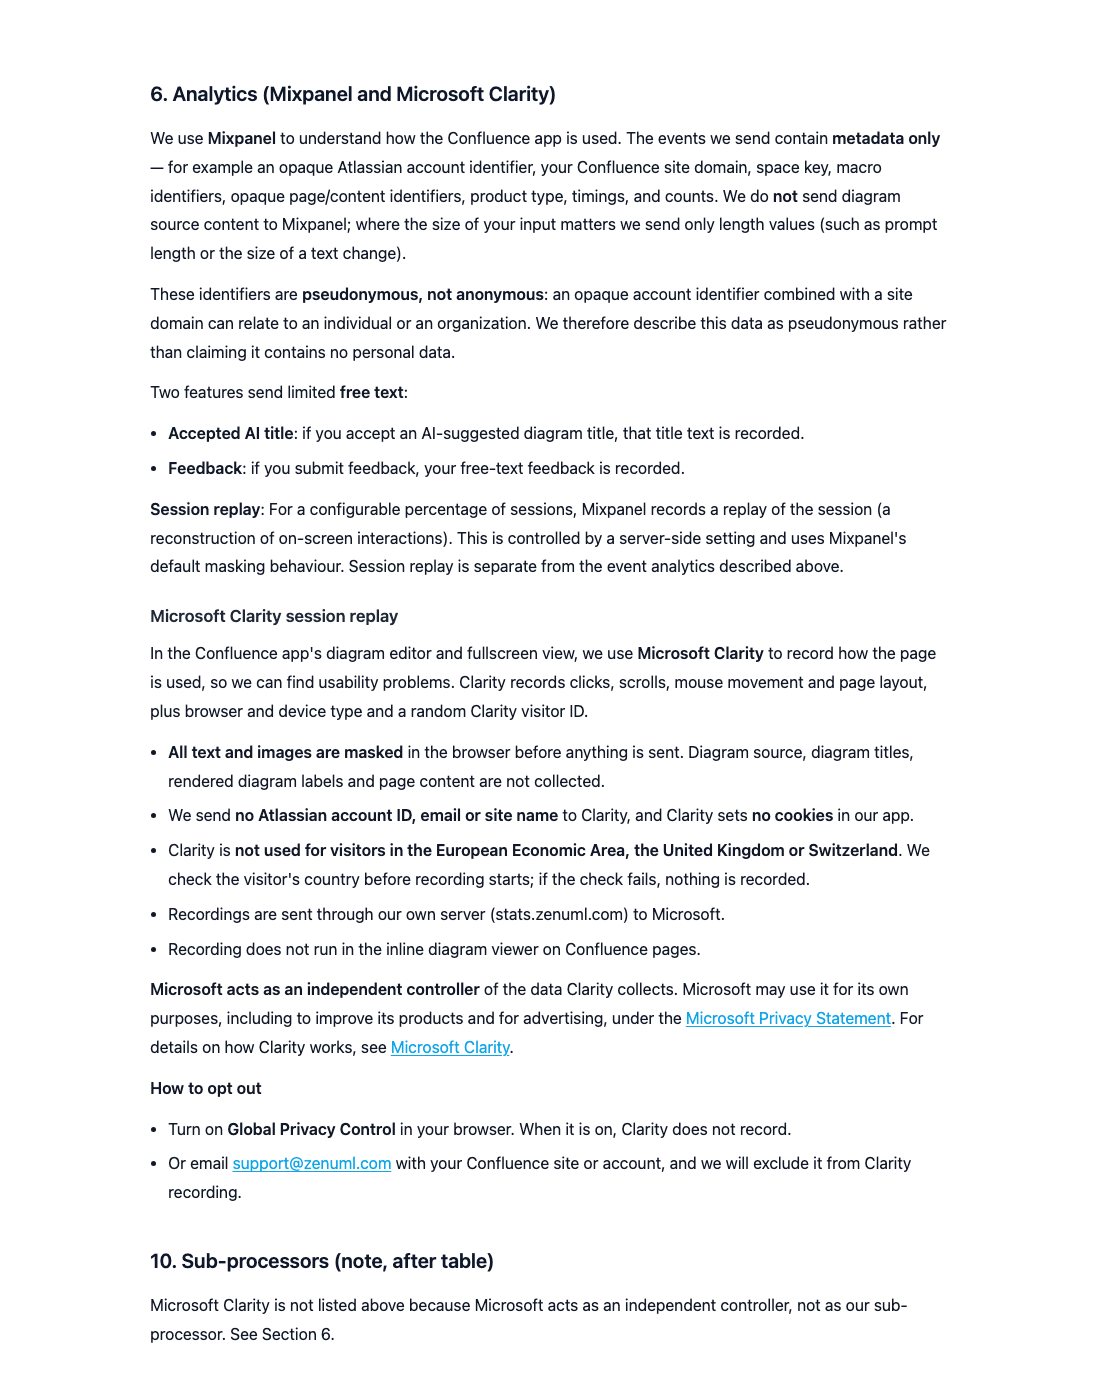 6. Analytics (Mixpanel and Microsoft Clarity)
We use Mixpanel to understand how the Confluence app is used. The events we send contain metadata only
— for example an opaque Atlassian account identifier, your Confluence site domain, space key, macro
identifiers, opaque page/content identifiers, product type, timings, and counts. We do not send diagram
source content to Mixpanel; where the size of your input matters we send only length values (such as prompt
length or the size of a text change).
These identifiers are pseudonymous, not anonymous: an opaque account identifier combined with a site
domain can relate to an individual or an organization. We therefore describe this data as pseudonymous rather
than claiming it contains no personal data.
Two features send limited free text:
• Accepted AI title: if you accept an AI-suggested diagram title, that title text is recorded.
• Feedback: if you submit feedback, your free-text feedback is recorded.
Session replay: For a configurable percentage of sessions, Mixpanel records a replay of the session (a
reconstruction of on-screen interactions). This is controlled by a server-side setting and uses Mixpanel's
default masking behaviour. Session replay is separate from the event analytics described above.
Microsoft Clarity session replay
In the Confluence app's diagram editor and fullscreen view, we use Microsoft Clarity to record how the page
is used, so we can find usability problems. Clarity records clicks, scrolls, mouse movement and page layout,
plus browser and device type and a random Clarity visitor ID.
• All text and images are masked in the browser before anything is sent. Diagram source, diagram titles,
rendered diagram labels and page content are not collected.
• We send no Atlassian account ID, email or site name to Clarity, and Clarity sets no cookies in our app.
• Clarity is not used for visitors in the European Economic Area, the United Kingdom or Switzerland. We
check the visitor's country before recording starts; if the check fails, nothing is recorded.
• Recordings are sent through our own server (stats.zenuml.com) to Microsoft.
• Recording does not run in the inline diagram viewer on Confluence pages.
Microsoft acts as an independent controller of the data Clarity collects. Microsoft may use it for its own
purposes, including to improve its products and for advertising, under the Microsoft Privacy Statement. For
details on how Clarity works, see Microsoft Clarity.
How to opt out
• Turn on Global Privacy Control in your browser. When it is on, Clarity does not record.
• Or email support@zenuml.com with your Confluence site or account, and we will exclude it from Clarity
recording.
10. Sub-processors (note, after table)
Microsoft Clarity is not listed above because Microsoft acts as an independent controller, not as our sub-
processor. See Section 6.